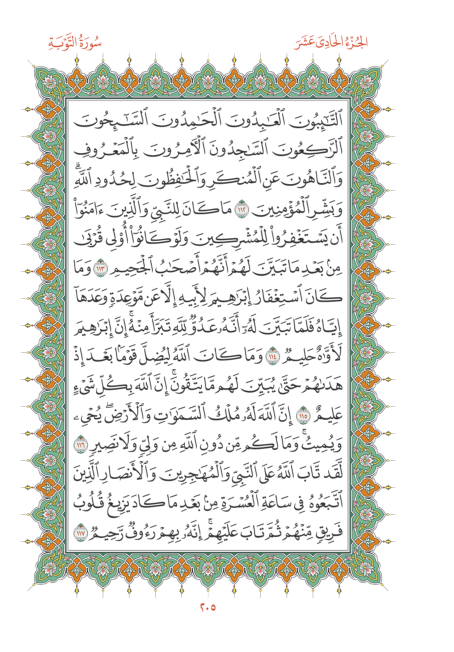 الجُزْءُ الحَادِيَ عَشَرَ
سُورَةُ التَّوْبَةِ
ٱلتَّٰٓئِبُونَ ٱلْعَٰبِدُونَ ٱلْحَٰمِدُونَ ٱلسَّٰٓئِحُونَ
ٱلرَّٰكِعُونَ ٱلسَّٰجِدُونَ ٱلْأٓمِرُونَ بِٱلْمَعْرُوفِ
وَٱلنَّاهُونَ عَنِ ٱلْمُنكَرِ وَٱلْحَٰفِظُونَ لِحُدُودِ ٱللَّهِۗ
وَبَشِّرِ ٱلْمُؤْمِنِينَ ١١٢ مَا كَانَ لِلنَّبِىِّ وَٱلَّذِينَ ءَامَنُوٓا۟
أَن يَسْتَغْفِرُوا۟ لِلْمُشْرِكِينَ وَلَوْ كَانُوٓا۟ أُو۟لِى قُرْبَىٰ
مِنۢ بَعْدِ مَا تَبَيَّنَ لَهُمْ أَنَّهُمْ أَصْحَٰبُ ٱلْجَحِيمِ ١١٣ وَمَا
كَانَ ٱسْتِغْفَارُ إِبْرَٰهِيمَ لِأَبِيهِ إِلَّا عَن مَّوْعِدَةٍ وَعَدَهَآ
إِيَّاهُ فَلَمَّا تَبَيَّنَ لَهُۥٓ أَنَّهُۥ عَدُوٌّ لِّلَّهِ تَبَرَّأَ مِنْهُۚ إِنَّ إِبْرَٰهِيمَ
لَأَوَّٰهٌ حَلِيمٌ ١١٤ وَمَا كَانَ ٱللَّهُ لِيُضِلَّ قَوْمًۢا بَعْدَ إِذْ
هَدَىٰهُمْ حَتَّىٰ يُبَيِّنَ لَهُم مَّا يَتَّقُونَۚ إِنَّ ٱللَّهَ بِكُلِّ شَىْءٍ
عَلِيمٌ ١١٥ إِنَّ ٱللَّهَ لَهُۥ مُلْكُ ٱلسَّمَٰوَٰتِ وَٱلْأَرْضِۖ يُحْىِۦ
وَيُمِيتُۚ وَمَا لَكُم مِّن دُونِ ٱللَّهِ مِن وَلِىٍّ وَلَا نَصِيرٍ ١١٦
لَّقَد تَّابَ ٱللَّهُ عَلَى ٱلنَّبِىِّ وَٱلْمُهَٰجِرِينَ وَٱلْأَنصَارِ ٱلَّذِينَ
ٱتَّبَعُوهُ فِى سَاعَةِ ٱلْعُسْرَةِ مِنۢ بَعْدِ مَا كَادَ يَزِيغُ قُلُوبُ
فَرِيقٍ مِّنْهُمْ ثُمَّ تَابَ عَلَيْهِمْۚ إِنَّهُۥ بِهِمْ رَءُوفٌ رَّحِيمٌ ١١٧
٢٠٥